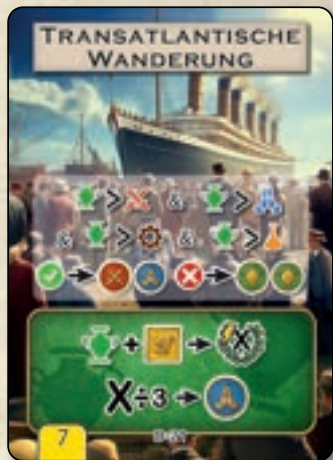 TRANSATLANTISCHE
WANDERUNG
> & >
& > & >
+
X
X÷3
7